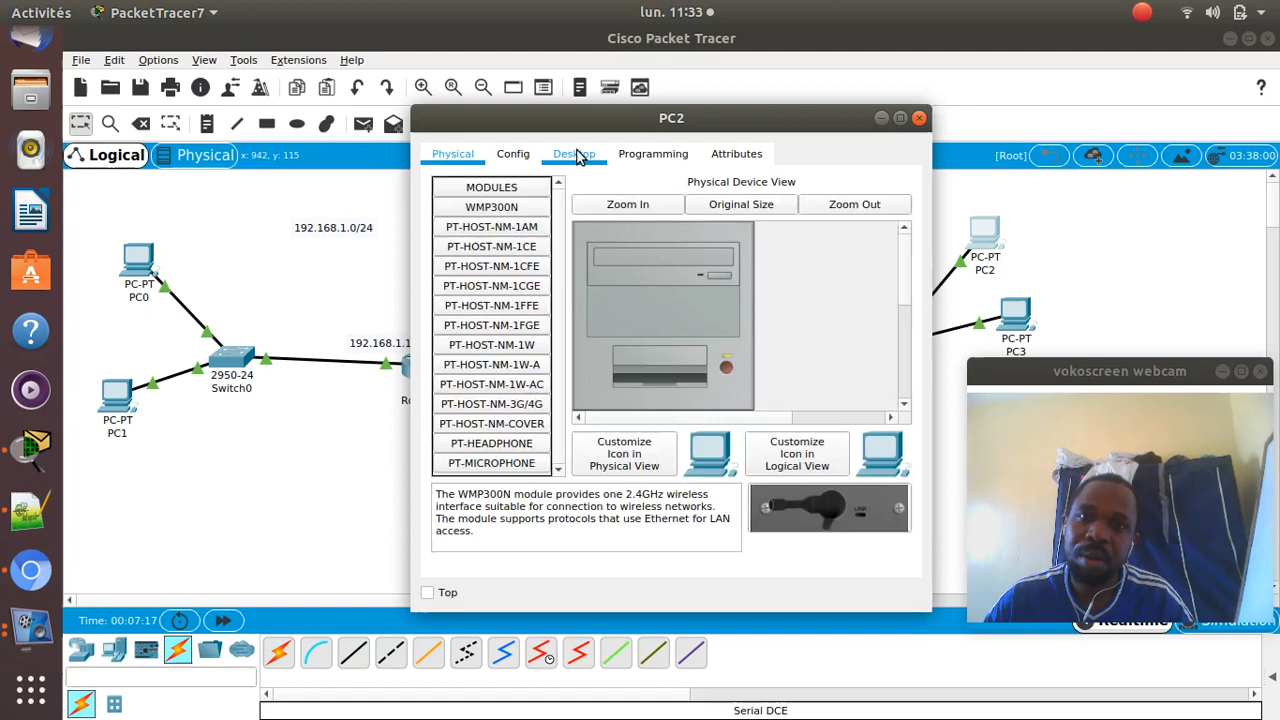 Activités
PacketTracer7
lun. 11:33
Cisco Packet Tracer
File Edit Options View Tools Extensions Help
?
Logical
Physical
x: 942, y: 115
[Root]
03:38:00
PC2
Physical Config Desktop Programming Attributes
MODULES
WMP300N
PT-HOST-NM-1AM
PT-HOST-NM-1CE
PT-HOST-NM-1CFE
PT-HOST-NM-1CGE
PT-HOST-NM-1FFE
PT-HOST-NM-1FGE
PT-HOST-NM-1W
PT-HOST-NM-1W-A
PT-HOST-NM-1W-AC
PT-HOST-NM-3G/4G
PT-HOST-NM-COVER
PT-HEADPHONE
PT-MICROPHONE
Physical Device View
Zoom In
Original Size
Zoom Out
Customize
Icon in
Physical View
Customize
Icon in
Logical View
The WMP300N module provides one 2.4GHz wireless
interface suitable for connection to wireless networks.
The module supports protocols that use Ethernet for LAN
access.
LINK
Top
192.168.1.0/24
PC-PT
PC0
192.168.1.1
2950-24
Switch0
PC-PT
PC1
PC-PT
PC2
PC-PT
PC3
vokoscreen webcam
Time: 00:07:17
Realtime
Simulation
Serial DCE